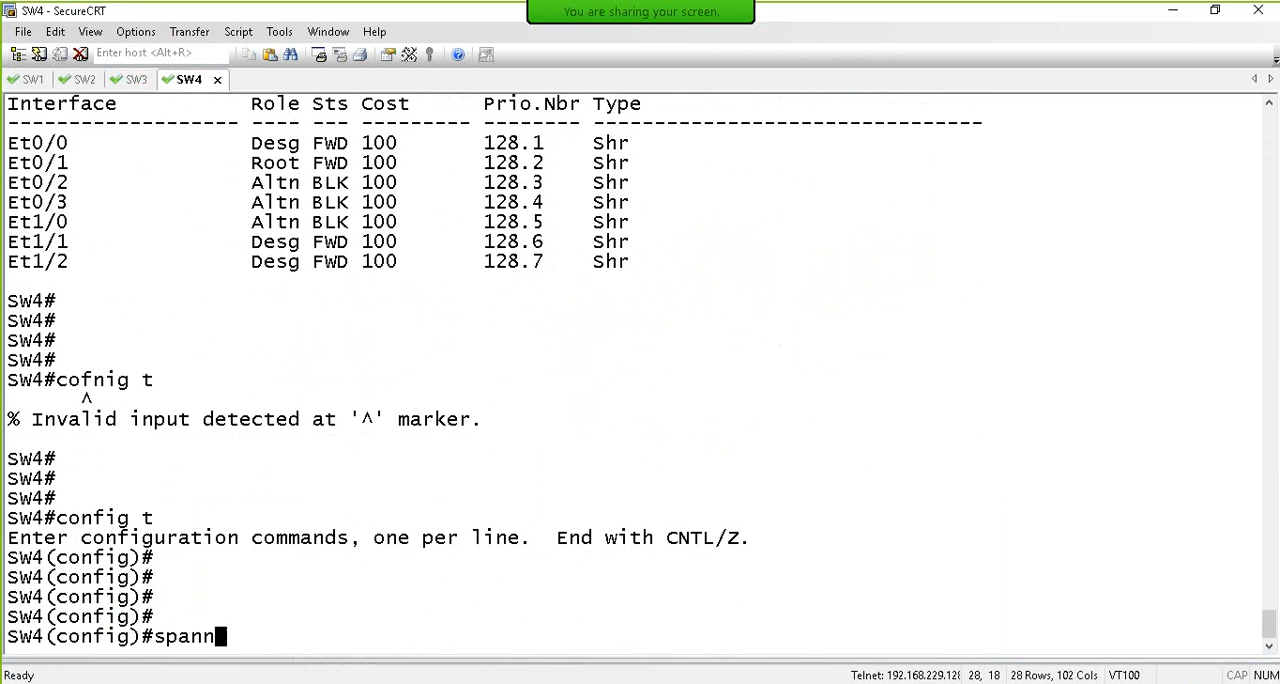 You are sharing your screen.
SW4 - SecureCRT
File Edit View Options Transfer Script Tools Window Help
Enter host <Alt+R>
SW1 SW2 SW3 SW4
Interface Role Sts Cost Prio.Nbr Type
------------------- ---- --- --------- -------- --------------------------------
Et0/0 Desg FWD 100 128.1 Shr
Et0/1 Root FWD 100 128.2 Shr
Et0/2 Altn BLK 100 128.3 Shr
Et0/3 Altn BLK 100 128.4 Shr
Et1/0 Altn BLK 100 128.5 Shr
Et1/1 Desg FWD 100 128.6 Shr
Et1/2 Desg FWD 100 128.7 Shr
SW4#
SW4#
SW4#
SW4#
SW4#cofnig t
^
% Invalid input detected at '^' marker.
SW4#
SW4#
SW4#
SW4#config t
Enter configuration commands, one per line. End with CNTL/Z.
SW4(config)#
SW4(config)#
SW4(config)#
SW4(config)#
SW4(config)#spann
Ready Telnet: 192.168.229.12 28, 18 28 Rows, 102 Cols VT100 CAP NUM